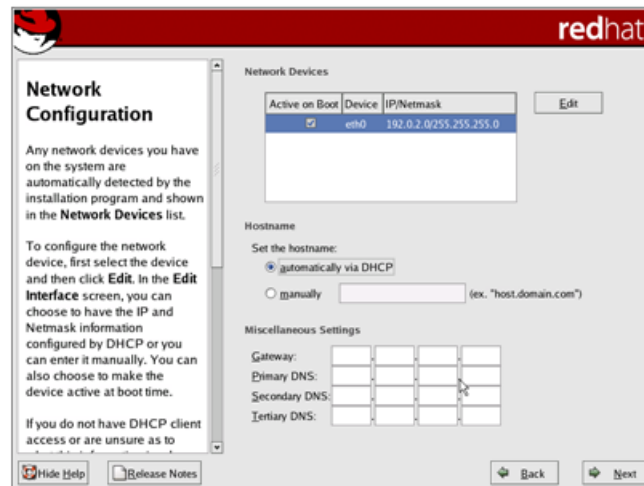 redhat
Network
Configuration
Any network devices you have
on the system are
automatically detected by the
installation program and shown
in the Network Devices list.
To configure the network
device, first select the device
and then click Edit. In the Edit
Interface screen, you can
choose to have the IP and
Netmask information
configured by DHCP or you
can enter it manually. You can
also choose to make the
device active at boot time.
If you do not have DHCP client
access or are unsure as to
Network Devices
Active on Boot Device IP/Netmask
eth0 192.0.2.0/255.255.255.0
Edit
Hostname
Set the hostname:
automatically via DHCP
manually (ex. "host.domain.com")
Miscellaneous Settings
Gateway:
Primary DNS:
Secondary DNS:
Tertiary DNS:
Hide Help
Release Notes
Back
Next